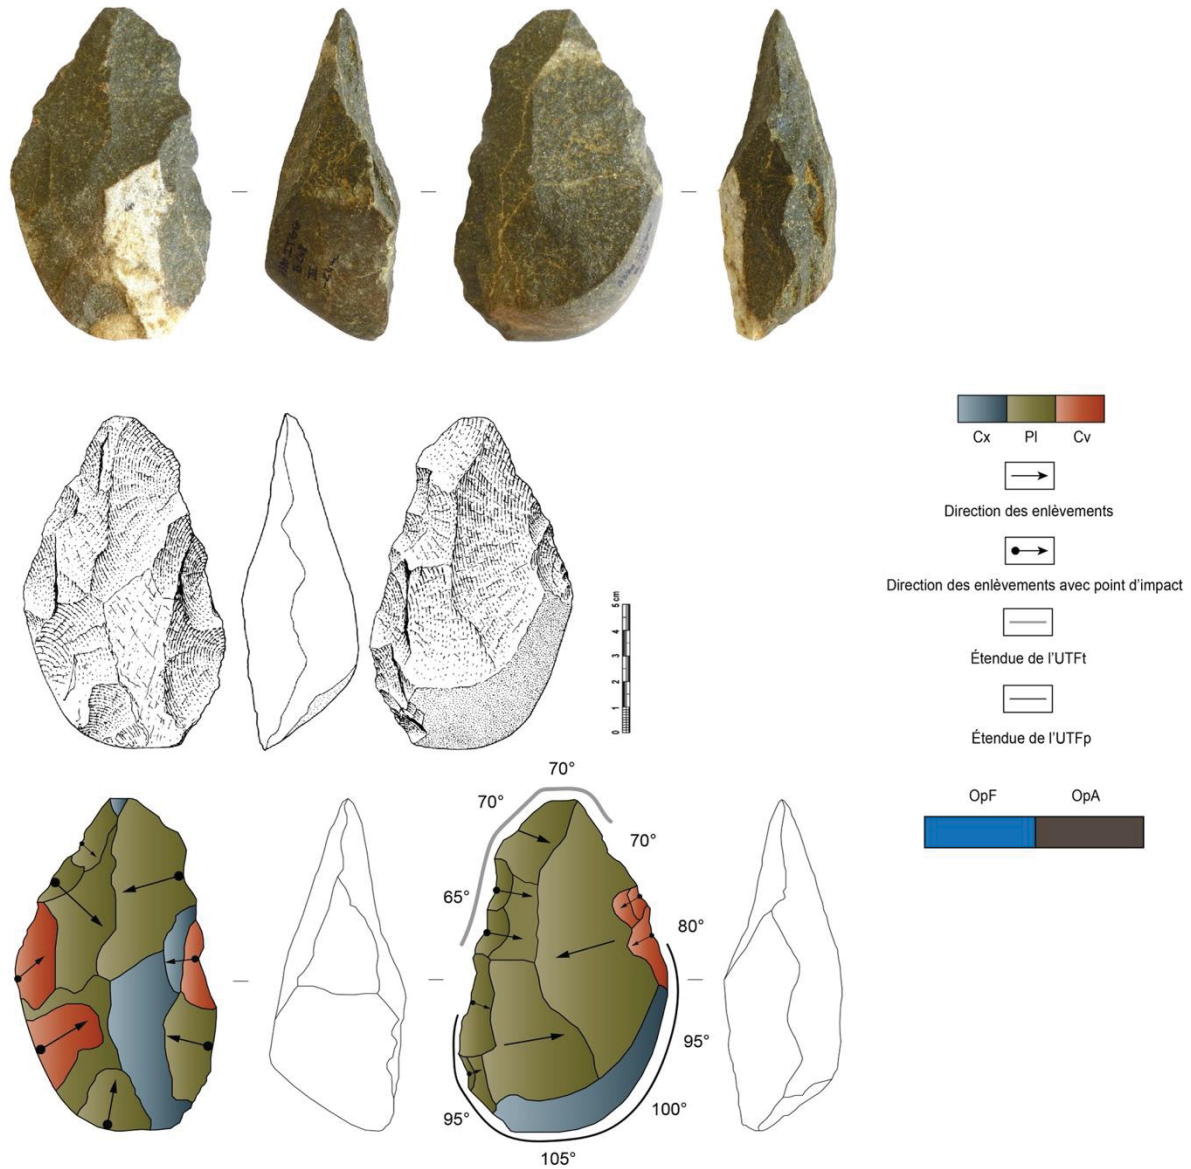 5 cm
4
3
2
1
0
Cx Pl Cv
Direction des enlèvements
Direction des enlèvements avec point d'impact
Étendue de l'UTFt
Étendue de l'UTFp
OpF OpA
70°
70°
70°
65°
80°
95°
100°
95°
105°